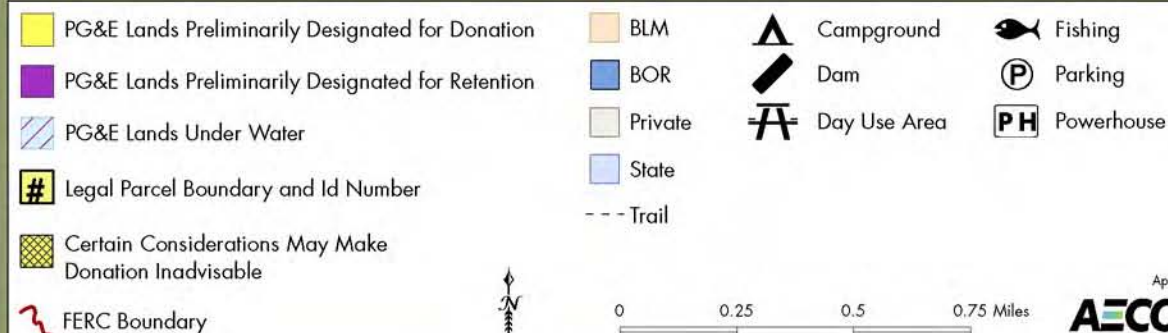 PG&E Lands Preliminarily Designated for Donation
PG&E Lands Preliminarily Designated for Retention
PG&E Lands Under Water
# Legal Parcel Boundary and Id Number
Certain Considerations May Make
Donation Inadvisable
FERC Boundary
BLM
BOR
Private
State
Trail
Campground
Dam
Day Use Area
Fishing
P Parking
PH Powerhouse
N
0 0.25 0.5 0.75 Miles